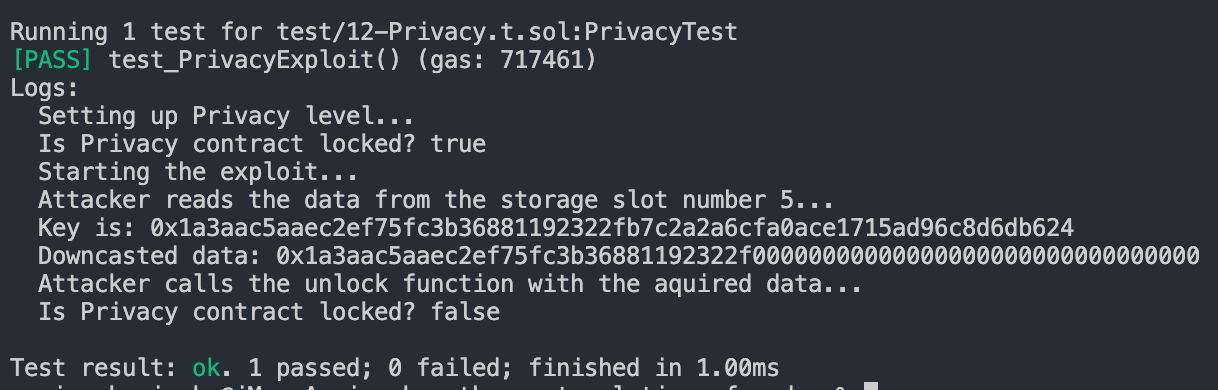 Running 1 test for test/12-Privacy.t.sol:PrivacyTest
[PASS] test_PrivacyExploit() (gas: 717461)
Logs:
  Setting up Privacy level...
  Is Privacy contract locked? true
  Starting the exploit...
  Attacker reads the data from the storage slot number 5...
  Key is: 0x1a3aac5aaec2ef75fc3b36881192322fb7c2a2a6cfa0ace1715ad96c8d6db624
  Downcasted data: 0x1a3aac5aaec2ef75fc3b36881192322f00000000000000000000000000000000
  Attacker calls the unlock function with the aquired data...
  Is Privacy contract locked? false
Test result: ok. 1 passed; 0 failed; finished in 1.00ms